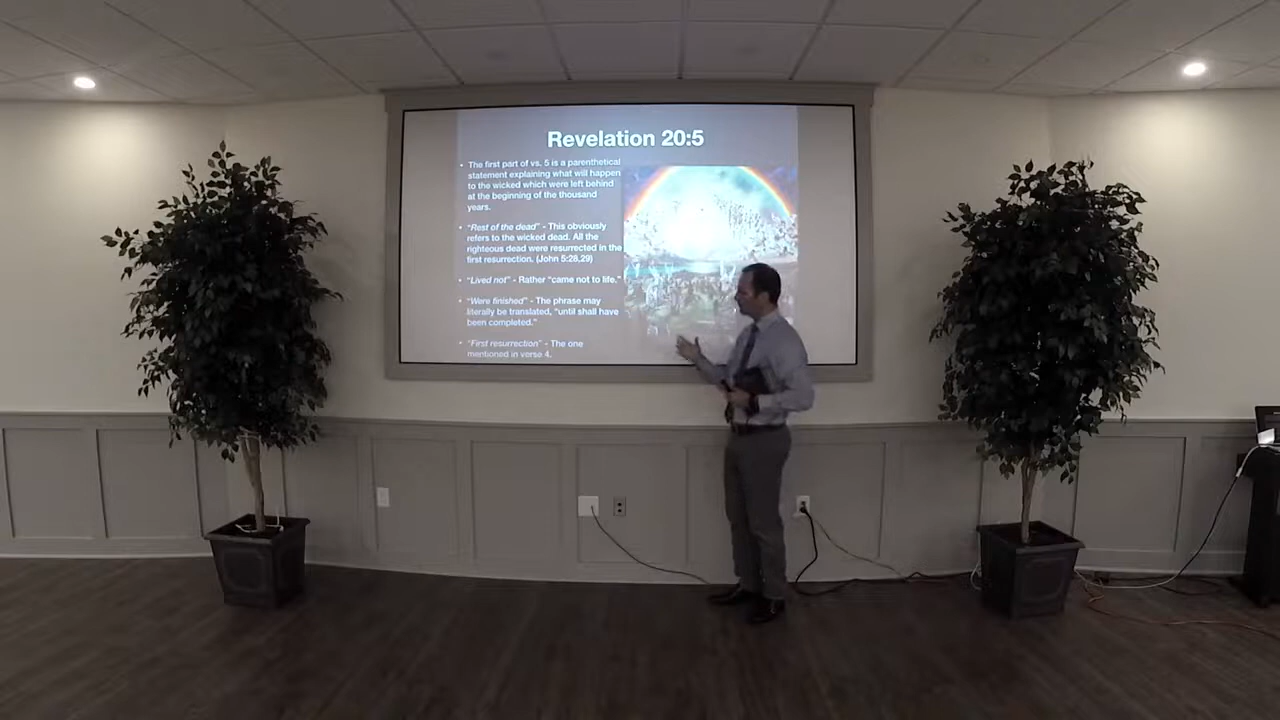 Revelation 20:5
• The first part of vs. 5 is a parenthetical
statement explaining what will happen
to the wicked which were left behind
at the beginning of the thousand
years.
• "Rest of the dead" - This obviously
refers to the wicked dead. All the
righteous dead were resurrected in the
first resurrection. (John 5:28,29)
• "Lived not" - Rather "came not to life."
• "Were finished" - The phrase may
literally be translated, "until shall have
been completed."
• "First resurrection" - The one
mentioned in verse 4.